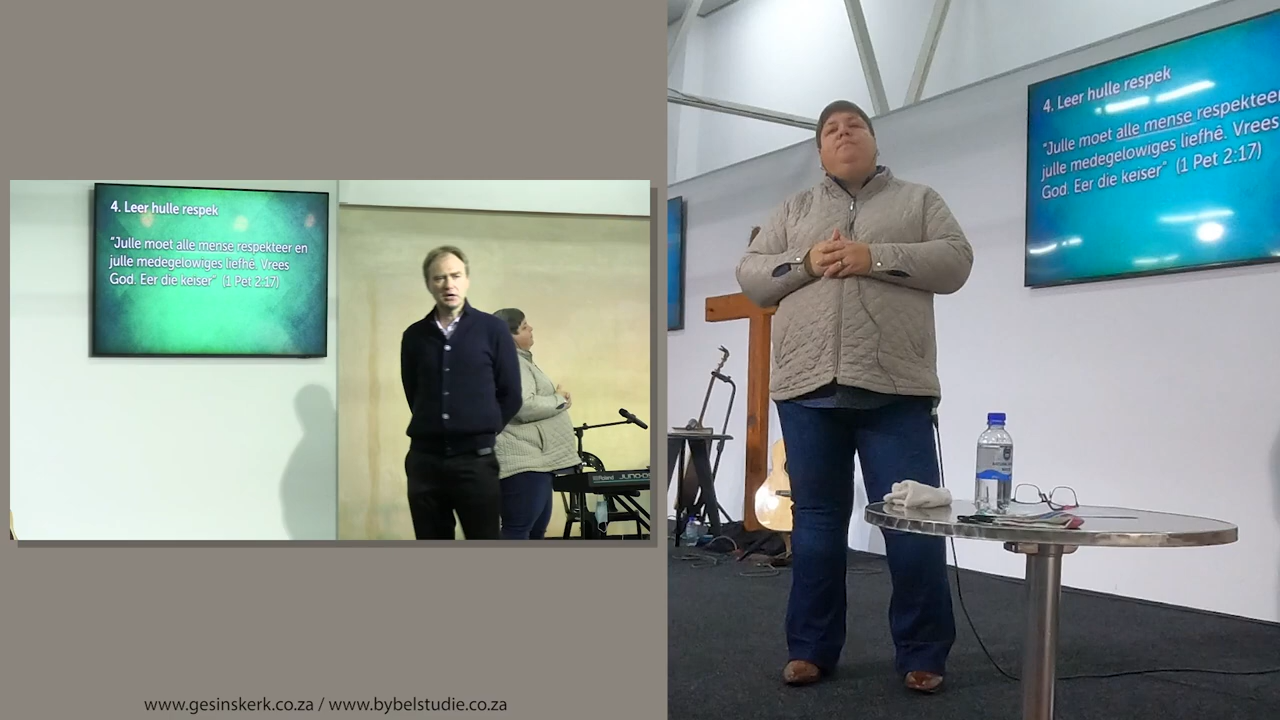 4. Leer hulle respek
"Julle moet alle mense respekteer en
julle medegelowiges liefhê. Vrees
God. Eer die keiser" (1 Pet 2:17)
Roland JUNO-D
4. Leer hulle respek
"Julle moet alle mense respekteer
julle medegelowiges liefhê. Vrees
God. Eer die keiser" (1 Pet 2:17)
www.gesinskerk.co.za / www.bybelstudie.co.za